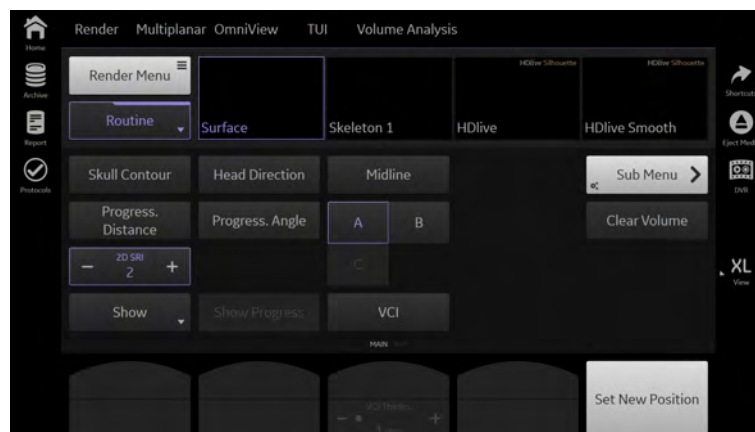 Home
Render Multiplanar OmniView TUI Volume Analysis
Archive
Render Menu
HDlive Silhouette
HDlive Silhouette
Shortcuts
Routine
Surface
Skeleton 1
HDlive
HDlive Smooth
Report
Eject Media
Protocols
Skull Contour
Head Direction
Midline
Sub Menu
DVR
Progress.
Distance
Progress. Angle
A
B
Clear Volume
2D SRI
- 2 +
C
XL
View
Show
Show Progress
VCI
MAIN
Set New Position